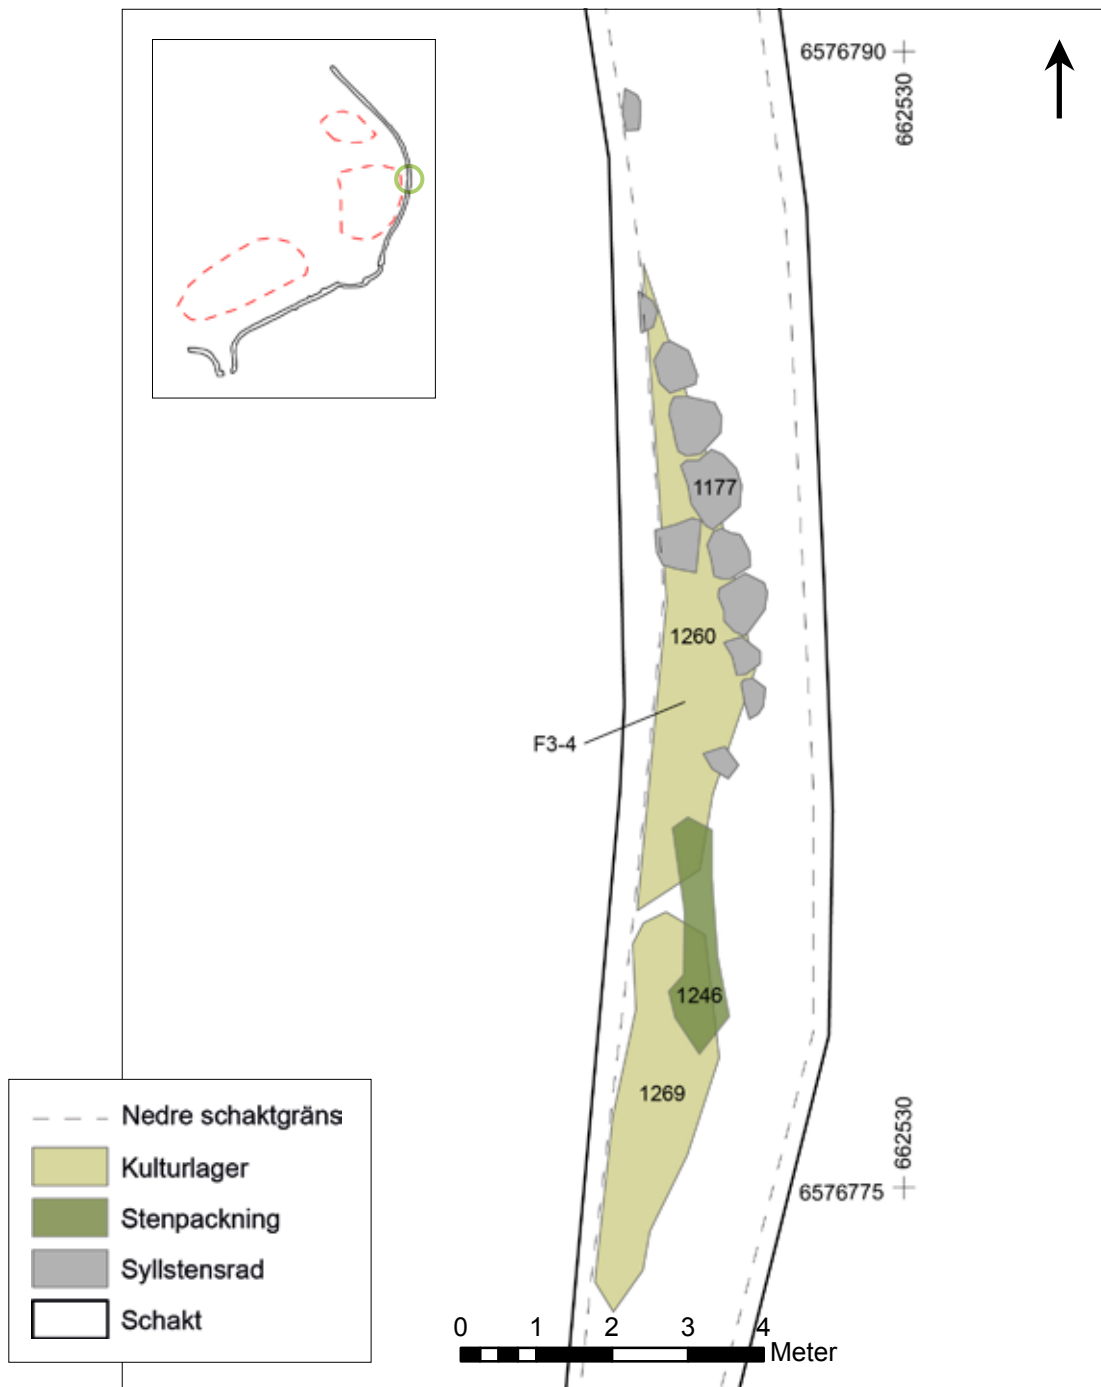 6576790
662530
1177
1260
F3-4
1246
1269
662530
6576775
Nedre schaktgräns
Kulturlager
Stenpackning
Syllstensrad
Schakt
0 1 2 3 4
Meter